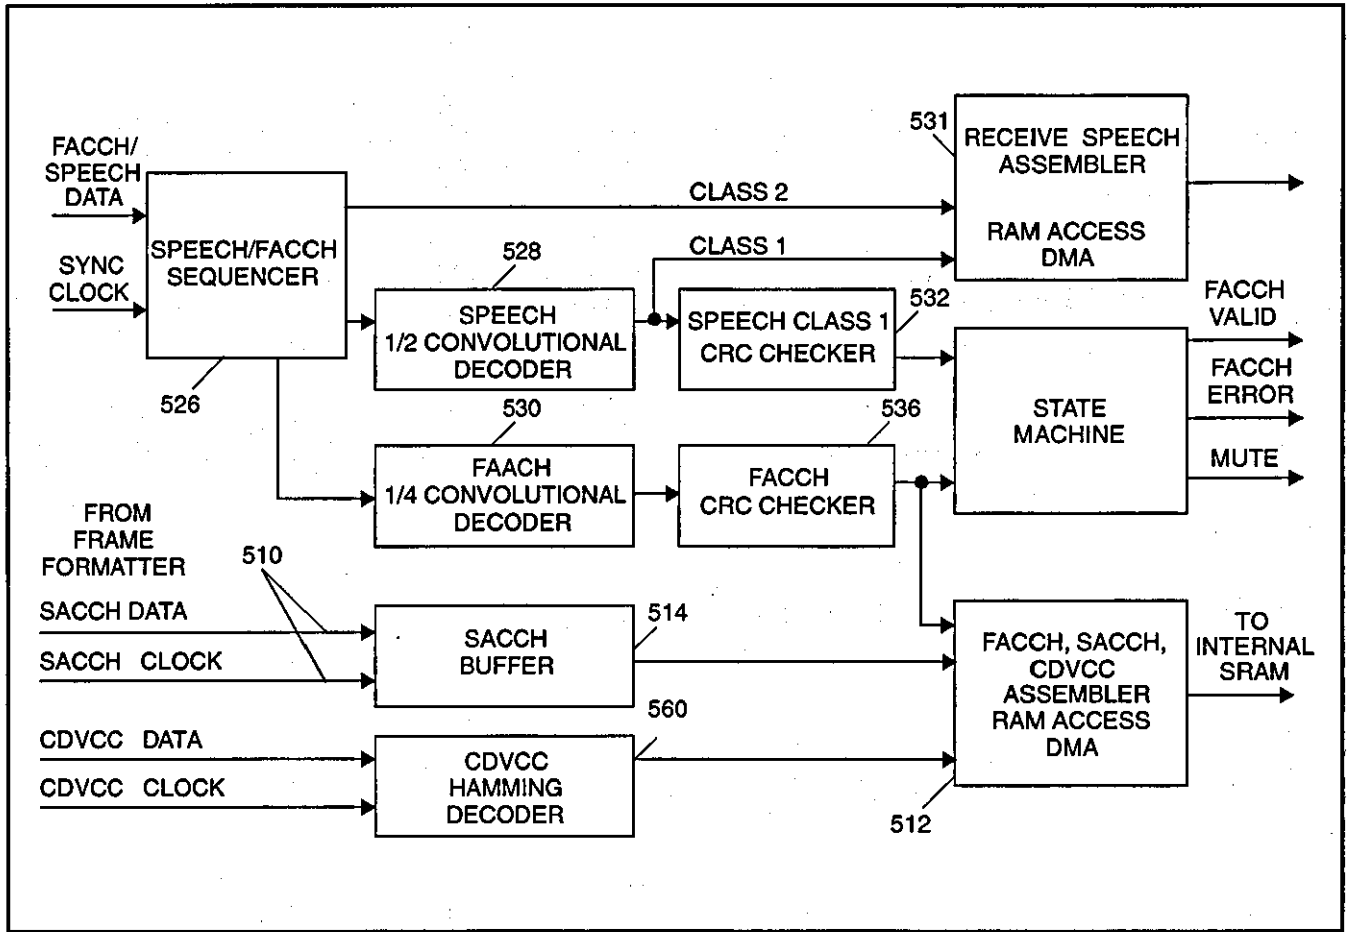 FACCH/
SPEECH
DATA
SYNC
CLOCK
SPEECH/FACCH
SEQUENCER
526
CLASS 2
CLASS 1
528
SPEECH
1/2 CONVOLUTIONAL
DECODER
530
FAACH
1/4 CONVOLUTIONAL
DECODER
SPEECH CLASS 1
CRC CHECKER
532
536
FACCH
CRC CHECKER
531
RECEIVE SPEECH
ASSEMBLER
RAM ACCESS
DMA
STATE
MACHINE
FACCH
VALID
FACCH
ERROR
MUTE
FROM
FRAME
FORMATTER
510
SACCH DATA
SACCH CLOCK
SACCH
BUFFER
514
CDVCC DATA
CDVCC CLOCK
CDVCC
HAMMING
DECODER
560
FACCH, SACCH,
CDVCC
ASSEMBLER
RAM ACCESS
DMA
512
TO
INTERNAL
SRAM